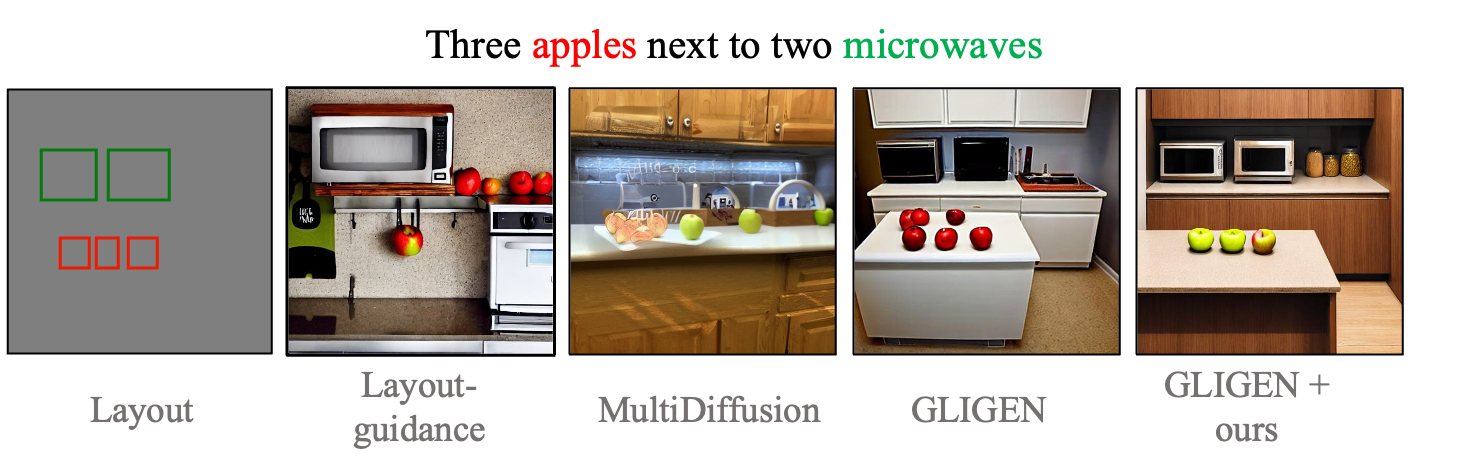 Three apples next to two microwaves
Layout
Layout-
guidance
MultiDiffusion
GLIGEN
GLIGEN +
ours